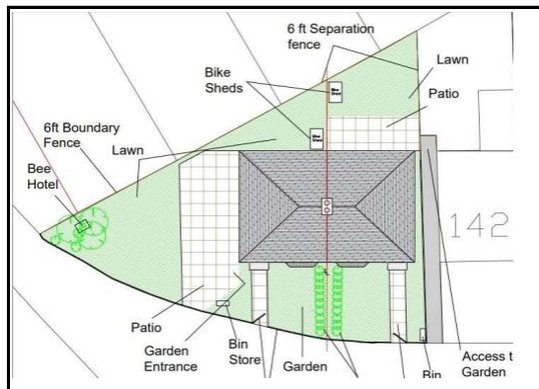 6 ft Separation
fence
Lawn
Bike
Sheds
Patio
6ft Boundary
Fence
Lawn
Bee
Hotel
142
Patio
Garden
Entrance
Bin
Store
Garden
Bin
Access t
Garden